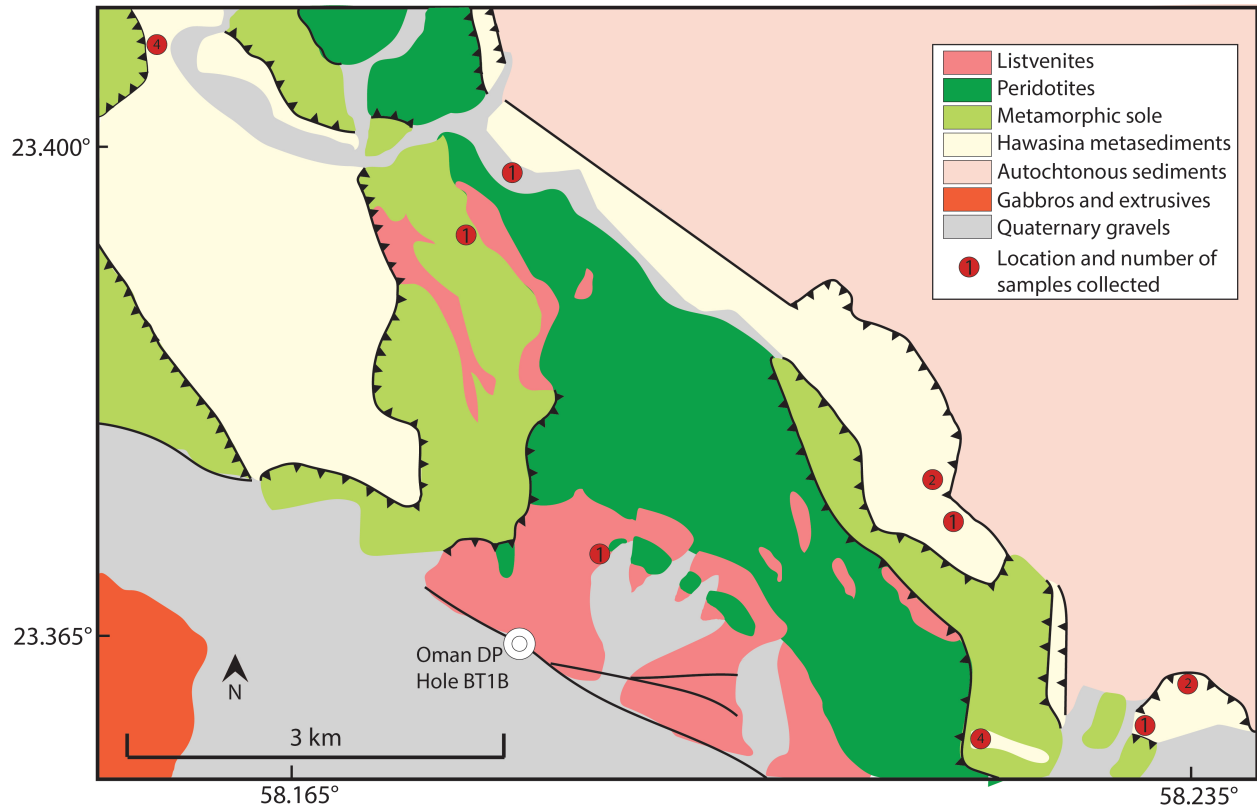 4
Listvenites
Peridotites
Metamorphic sole
Hawasina metasediments
Autochtonous sediments
Gabbros and extrusives
Quaternary gravels
1 Location and number of
samples collected
23.400°
1
1
2
1
1
23.365°
Oman DP
Hole BT1B
N
2
1
4
3 km
58.165°
58.235°